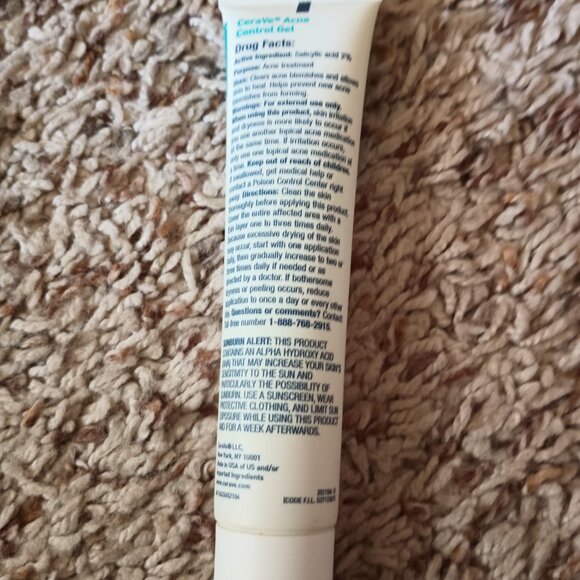 CeraVe® Acne
Control Gel
Drug Facts:
Active Ingredient: Salicylic acid 2%
Purpose: Acne treatment
Uses: Clears acne blemishes and allows
skin to heal. Helps prevent new acne
blemishes from forming.
Warnings: For external use only.
When using this product, skin irritation
and dryness is more likely to occur if
you use another topical acne medication
at the same time. If irritation occurs,
only use one topical acne medication at
a time. Keep out of reach of children.
If swallowed, get medical help or
contact a Poison Control Center right
away. Directions: Clean the skin
thoroughly before applying this product.
Cover the entire affected area with a
thin layer one to three times daily.
Because excessive drying of the skin
may occur, start with one application
daily, then gradually increase to two or
three times daily if needed or as
directed by a doctor. If bothersome
dryness or peeling occurs, reduce
application to once a day or every other
day. Questions or comments? Contact
Toll-free number 1-888-768-2915.
SUNBURN ALERT: THIS PRODUCT
CONTAINS AN ALPHA HYDROXY ACID
(AHA) THAT MAY INCREASE YOUR SKIN'S
SENSITIVITY TO THE SUN AND
PARTICULARLY THE POSSIBILITY OF
SUNBURN. USE A SUNSCREEN, WEAR
PROTECTIVE CLOTHING, AND LIMIT SUN
EXPOSURE WHILE USING THIS PRODUCT
AND FOR A WEEK AFTERWARDS.
CeraVe® LLC,
New York, NY 10001
Made in USA of US and/or
imported ingredients
www.cerave.com
(CODE F.I.L.